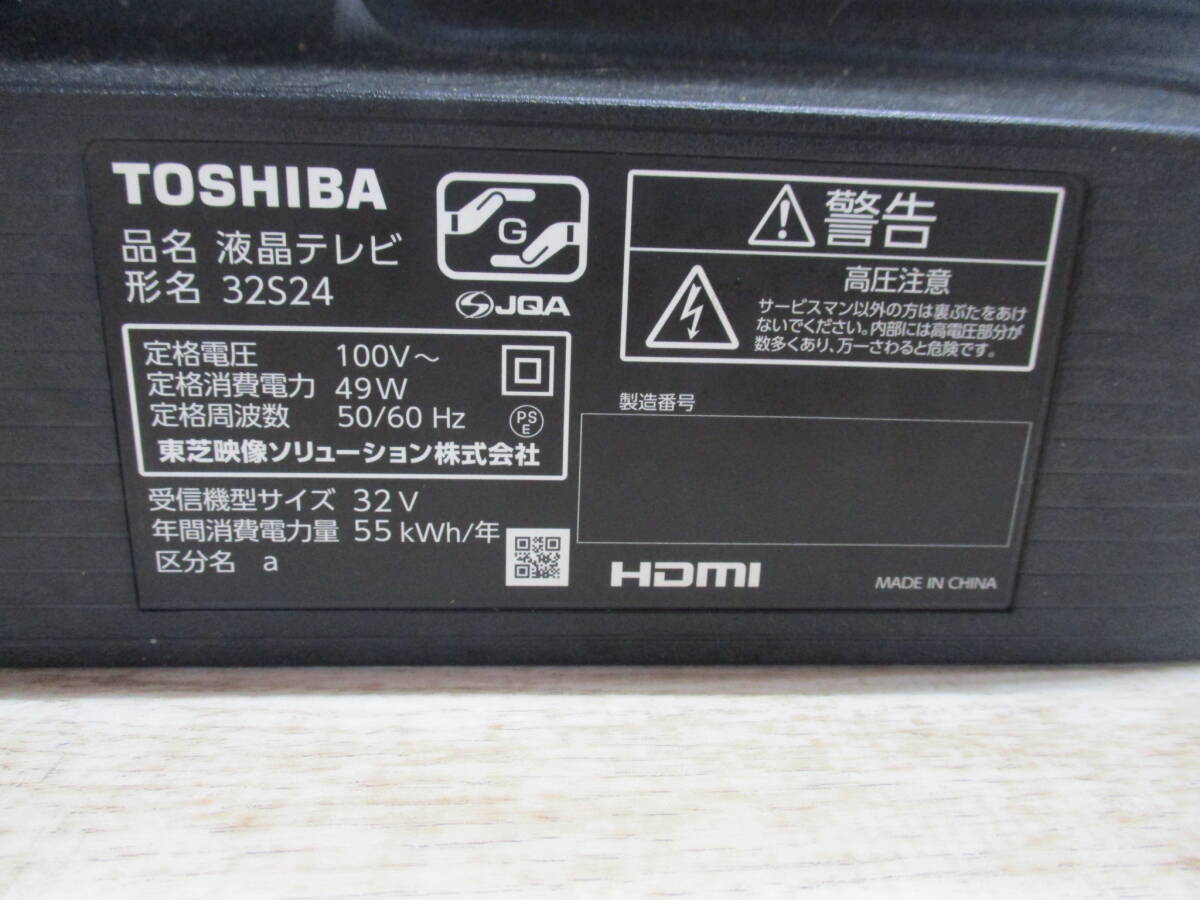 TOSHIBA
品名 液晶テレビ
形名 32S24
G
JQA
定格電圧 100V～
定格消費電力 49W
定格周波数 50/60 Hz
PS
E
東芝映像ソリューション株式会社
受信機型サイズ 32V
年間消費電力量 55kWh/年
区分名 a
警告
高圧注意
サービスマン以外の方は裏ぶたをあけ
ないでください。内部には高電圧部分が
数多くあり、万一さわると危険です。
製造番号
HDMI
MADE IN CHINA